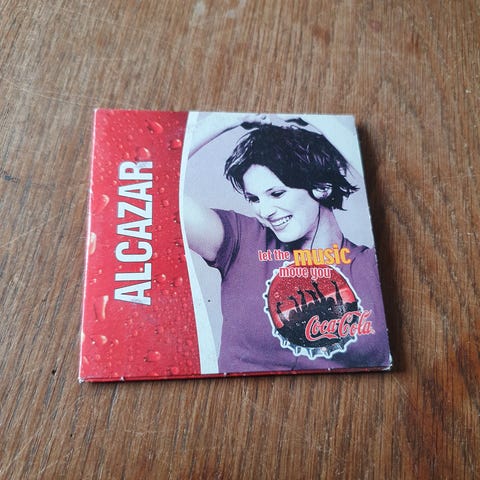 ALCAZAR
let the music
move you
Coca-Cola